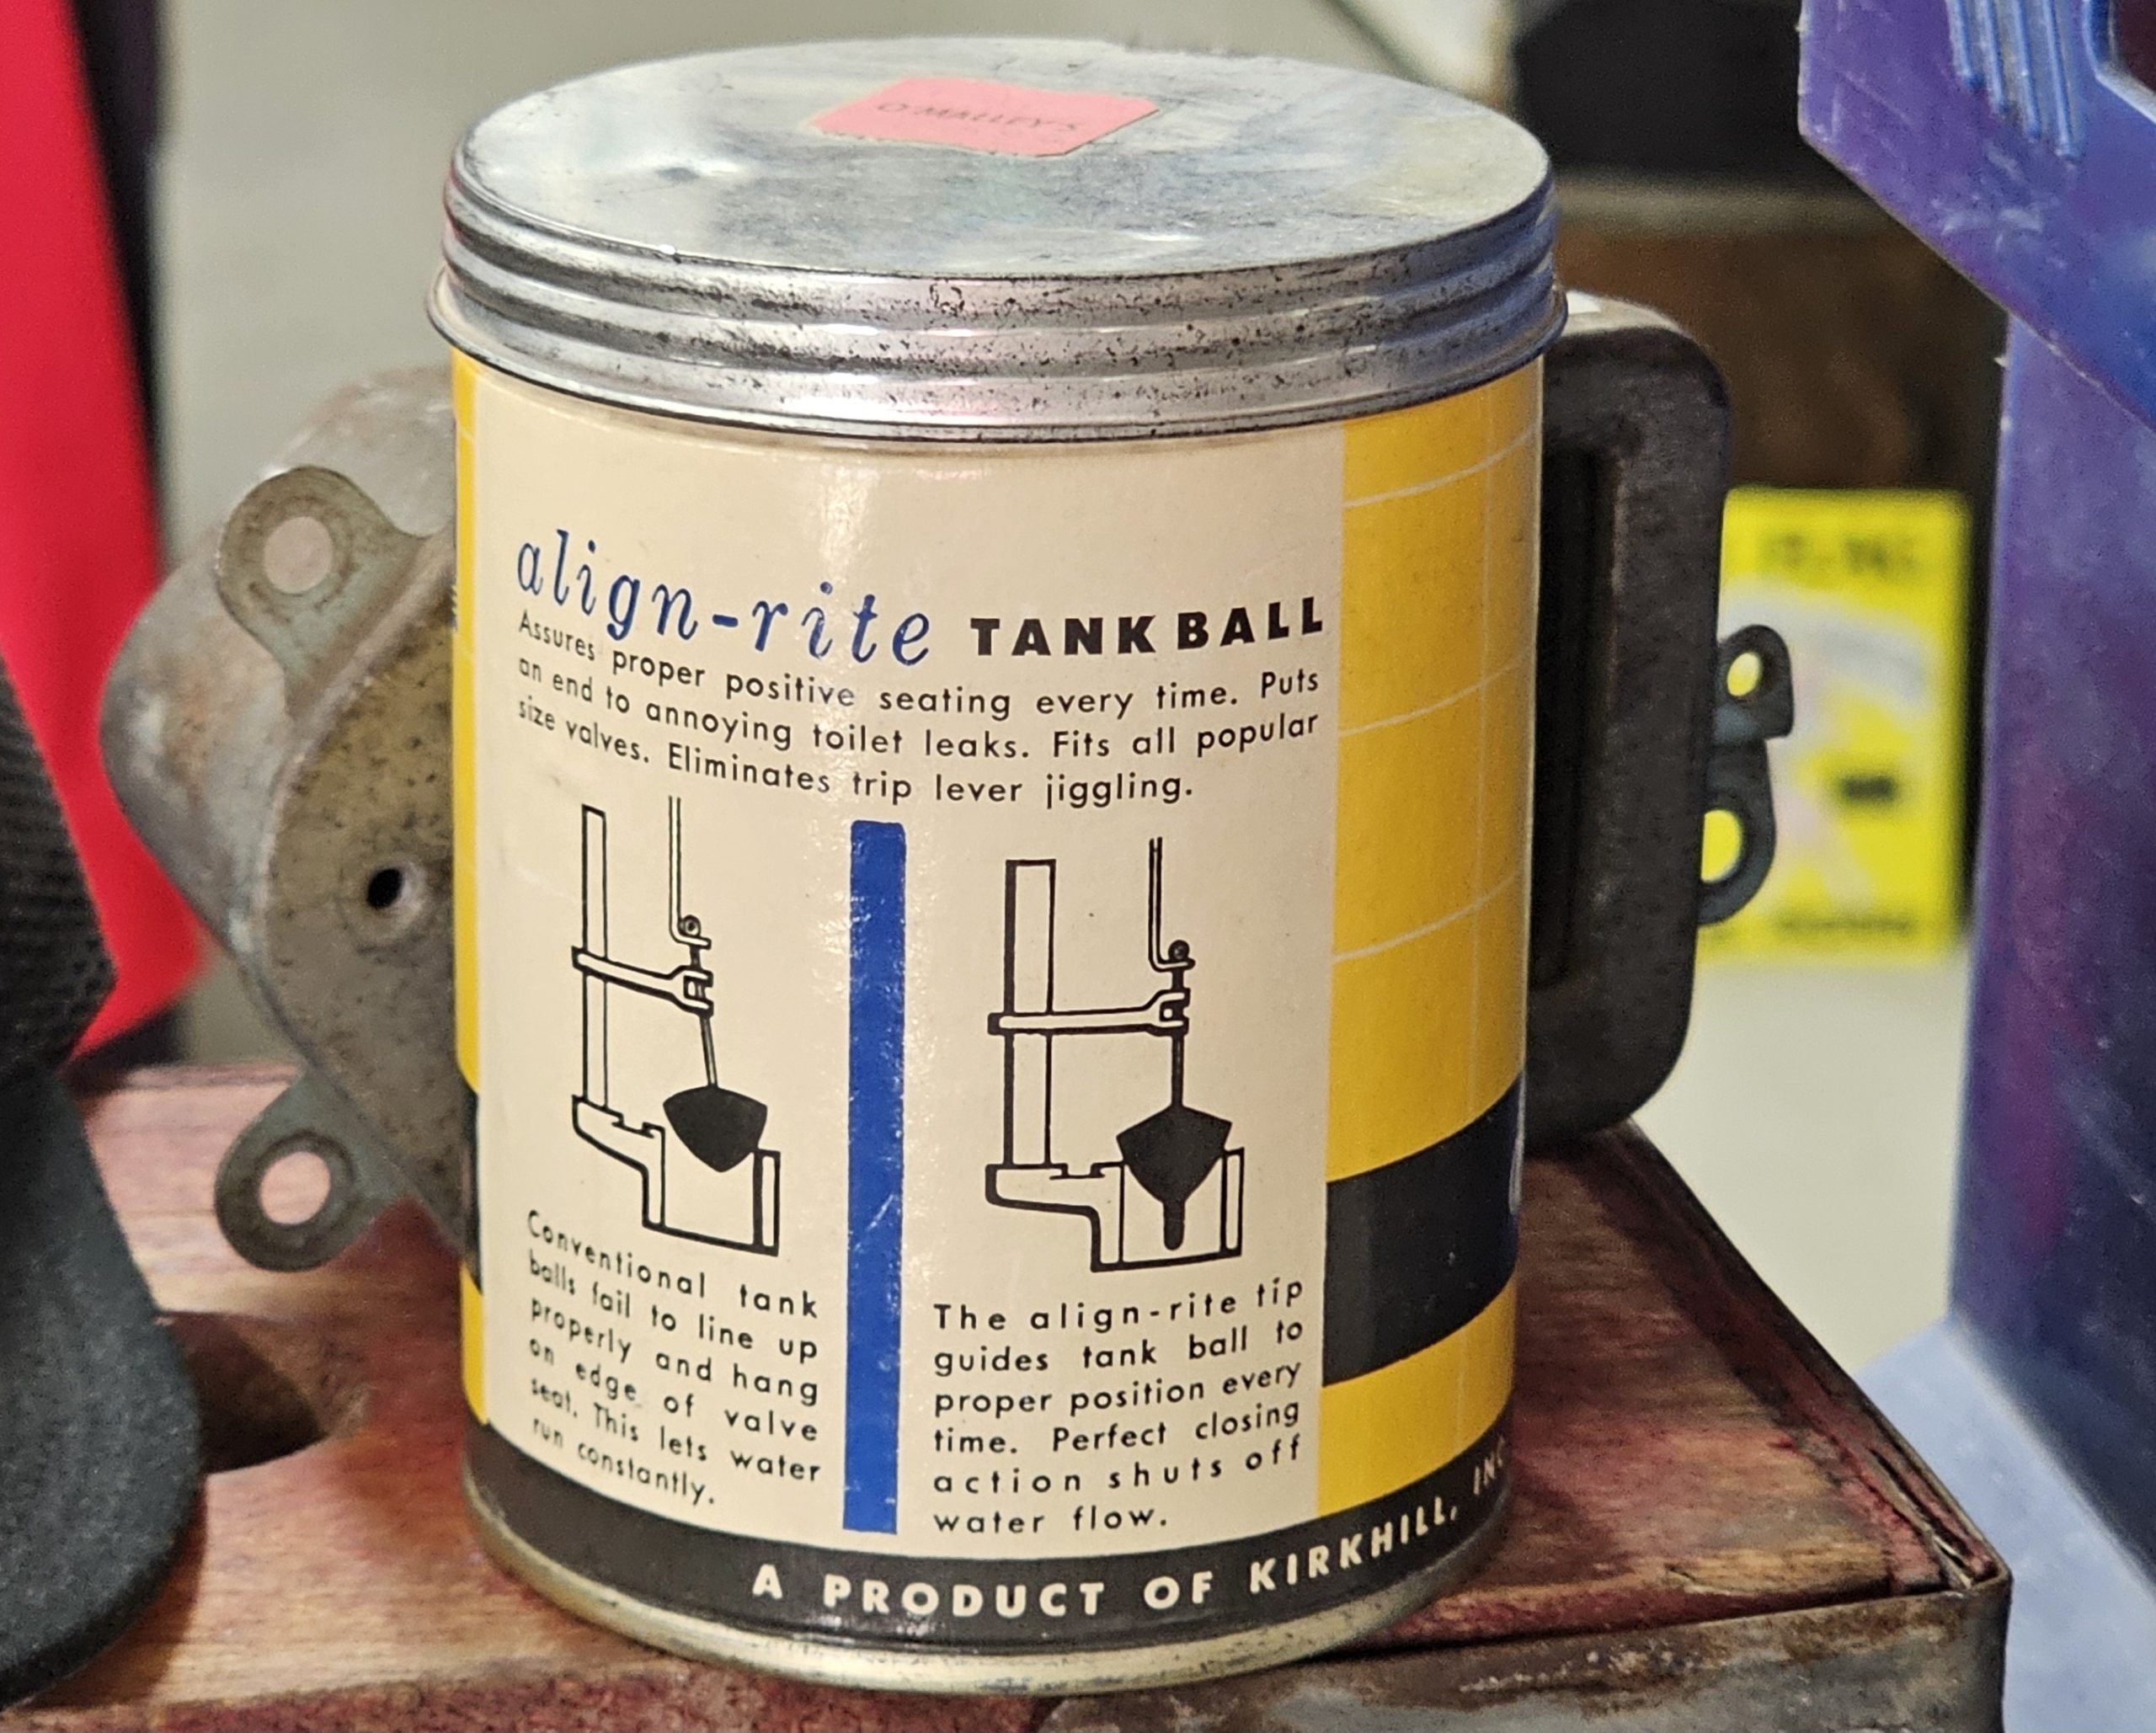 O'MALLEY'S
align-rite TANK BALL
Assures proper positive seating every time. Puts
an end to annoying toilet leaks. Fits all popular
size valves. Eliminates trip lever jiggling.
Conventional tank
balls fail to line up
properly and hang
on edge of valve
seat. This lets water
run constantly.
The align-rite tip
guides tank ball to
proper position every
time. Perfect closing
action shuts off
water flow.
A PRODUCT OF KIRKHILL, INC